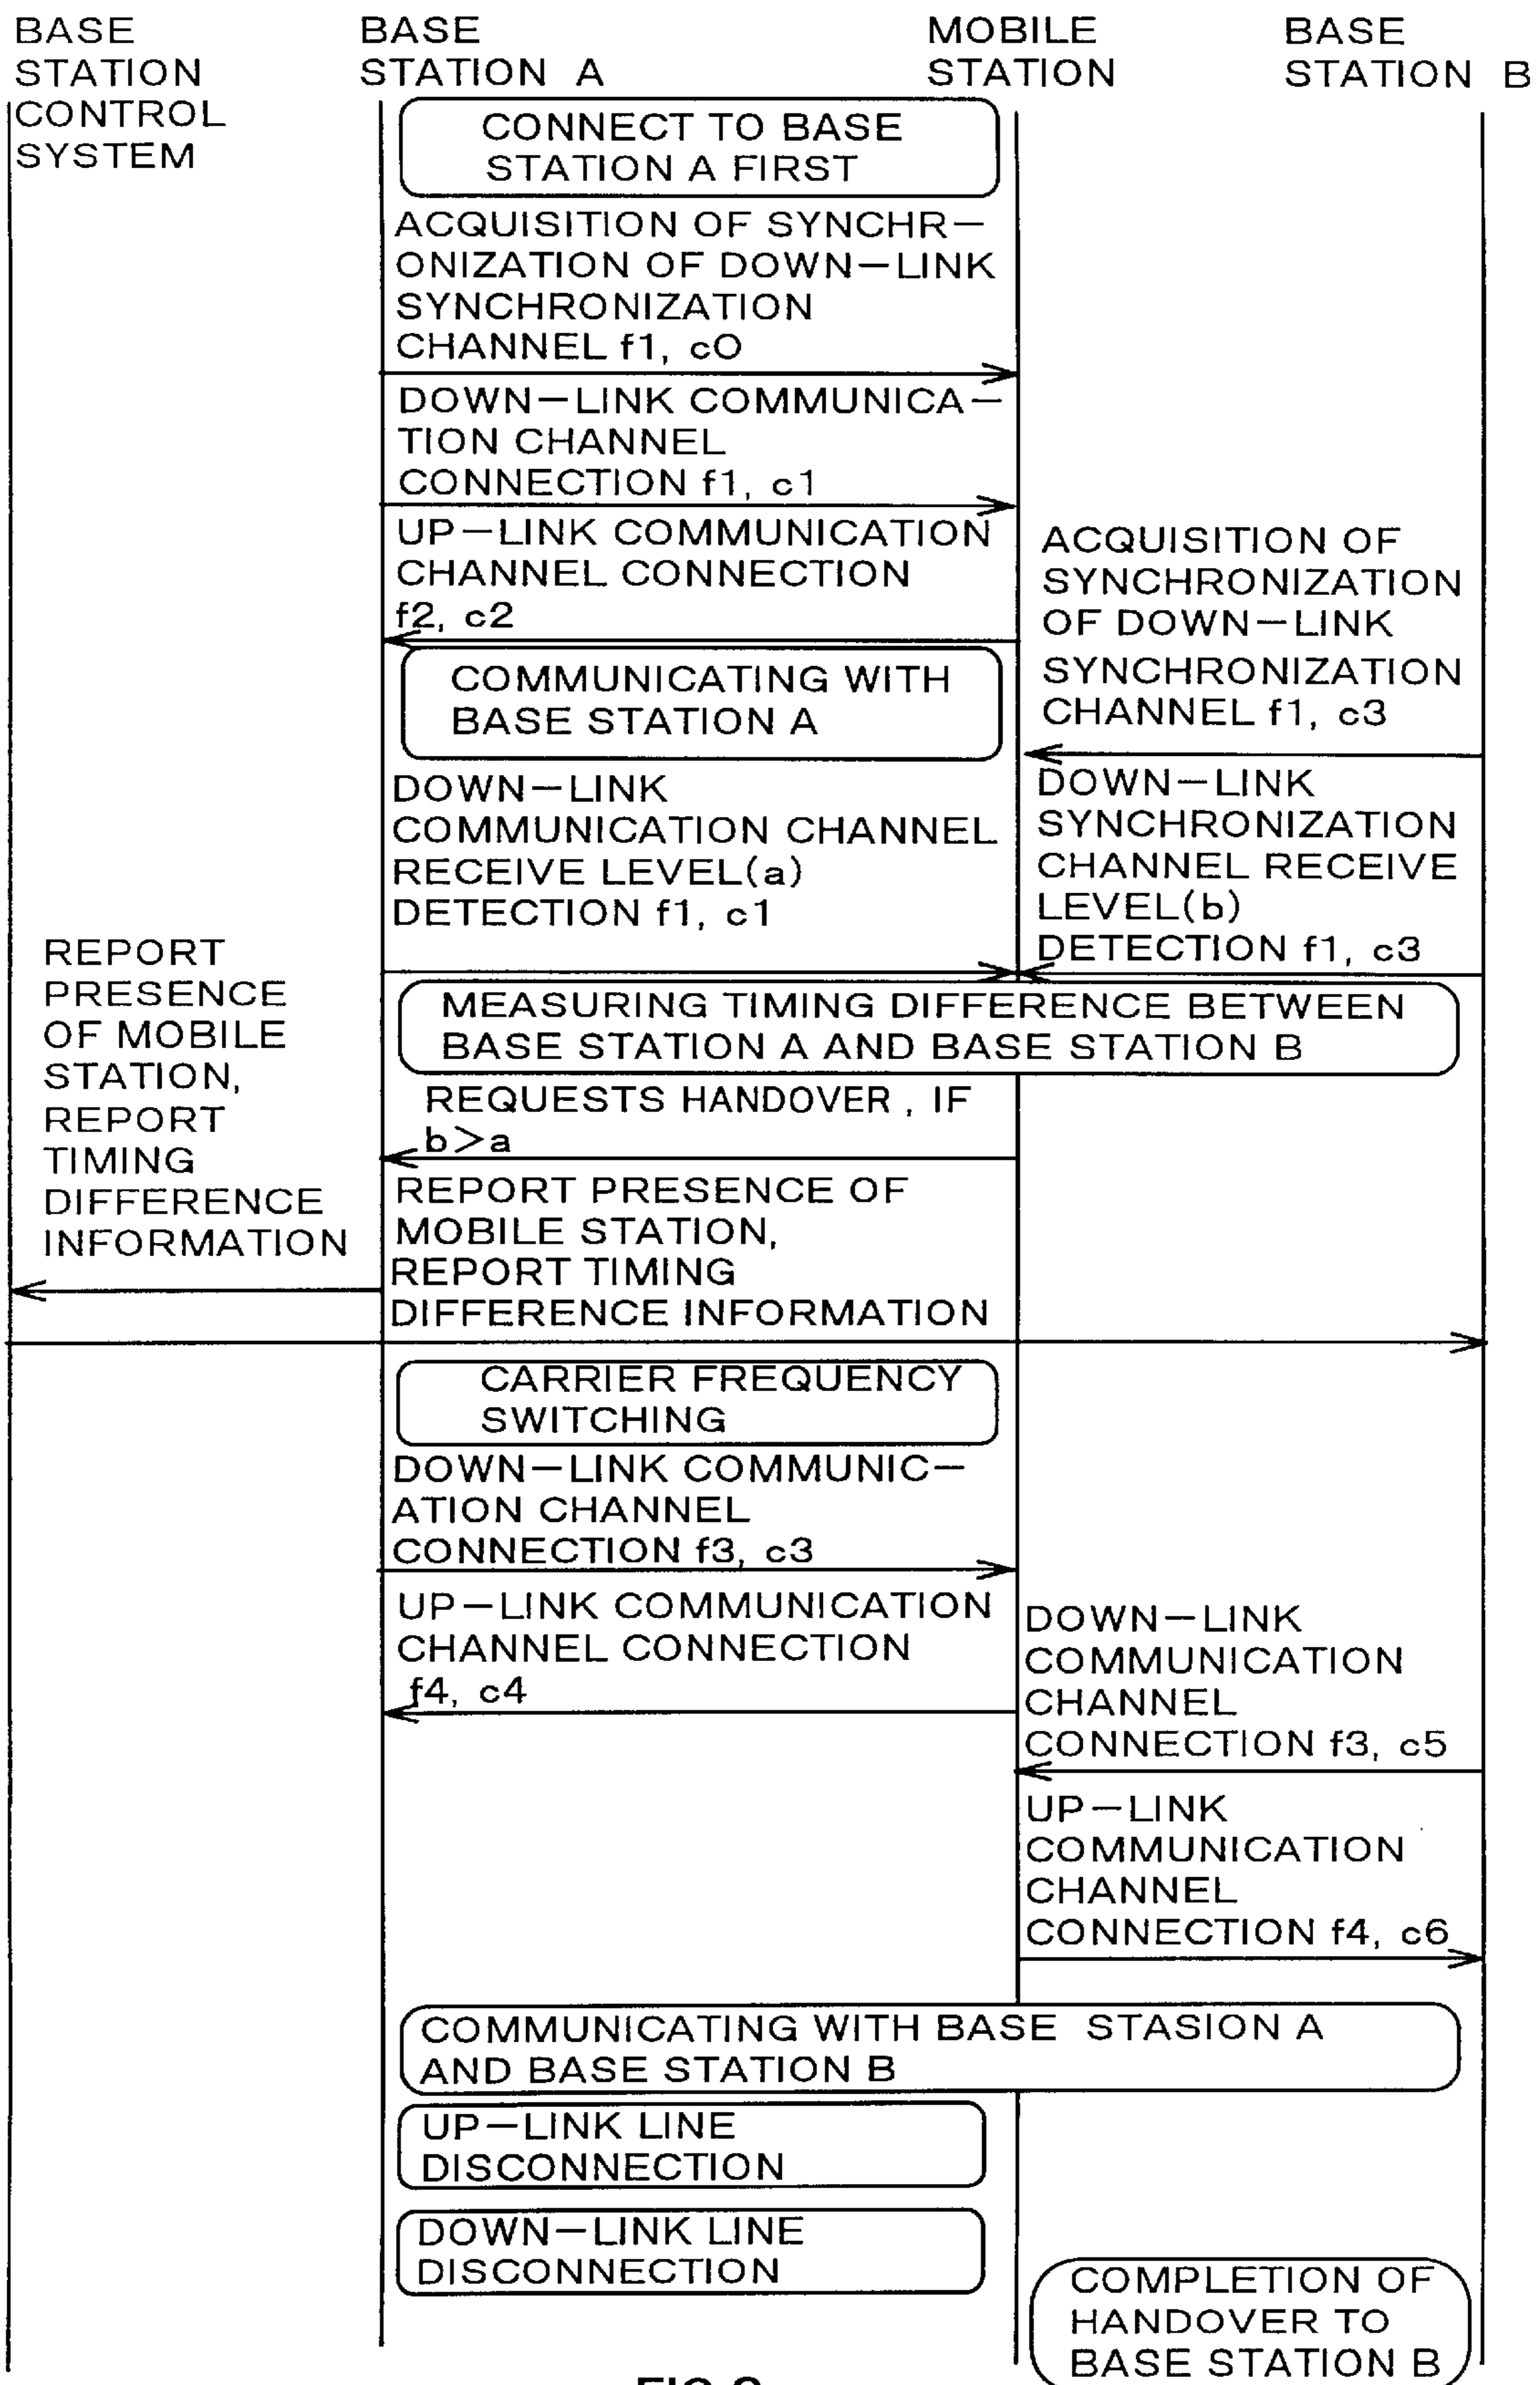 BASE
STATION
CONTROL
SYSTEM
BASE
STATION A
MOBILE
STATION
BASE
STATION B
CONNECT TO BASE
STATION A FIRST
ACQUISITION OF SYNCHR—
ONIZATION OF DOWN—LINK
SYNCHRONIZATION
CHANNEL f1, c0
DOWN—LINK COMMUNICA—
TION CHANNEL
CONNECTION f1, c1
UP—LINK COMMUNICATION
CHANNEL CONNECTION
f2, c2
ACQUISITION OF
SYNCHRONIZATION
OF DOWN—LINK
SYNCHRONIZATION
CHANNEL f1, c3
COMMUNICATING WITH
BASE STATION A
DOWN—LINK
COMMUNICATION CHANNEL
RECEIVE LEVEL(a)
DETECTION f1, c1
DOWN—LINK
SYNCHRONIZATION
CHANNEL RECEIVE
LEVEL(b)
DETECTION f1, c3
REPORT
PRESENCE
OF MOBILE
STATION,
REPORT
TIMING
DIFFERENCE
INFORMATION
MEASURING TIMING DIFFERENCE BETWEEN
BASE STATION A AND BASE STATION B
REQUESTS HANDOVER , IF
b>a
REPORT PRESENCE OF
MOBILE STATION,
REPORT TIMING
DIFFERENCE INFORMATION
CARRIER FREQUENCY
SWITCHING
DOWN—LINK COMMUNIC—
ATION CHANNEL
CONNECTION f3, c3
UP—LINK COMMUNICATION
CHANNEL CONNECTION
f4, c4
DOWN—LINK
COMMUNICATION
CHANNEL
CONNECTION f3, c5
UP—LINK
COMMUNICATION
CHANNEL
CONNECTION f4, c6
COMMUNICATING WITH BASE STASION A
AND BASE STATION B
UP—LINK LINE
DISCONNECTION
DOWN—LINK LINE
DISCONNECTION
COMPLETION OF
HANDOVER TO
BASE STATION B